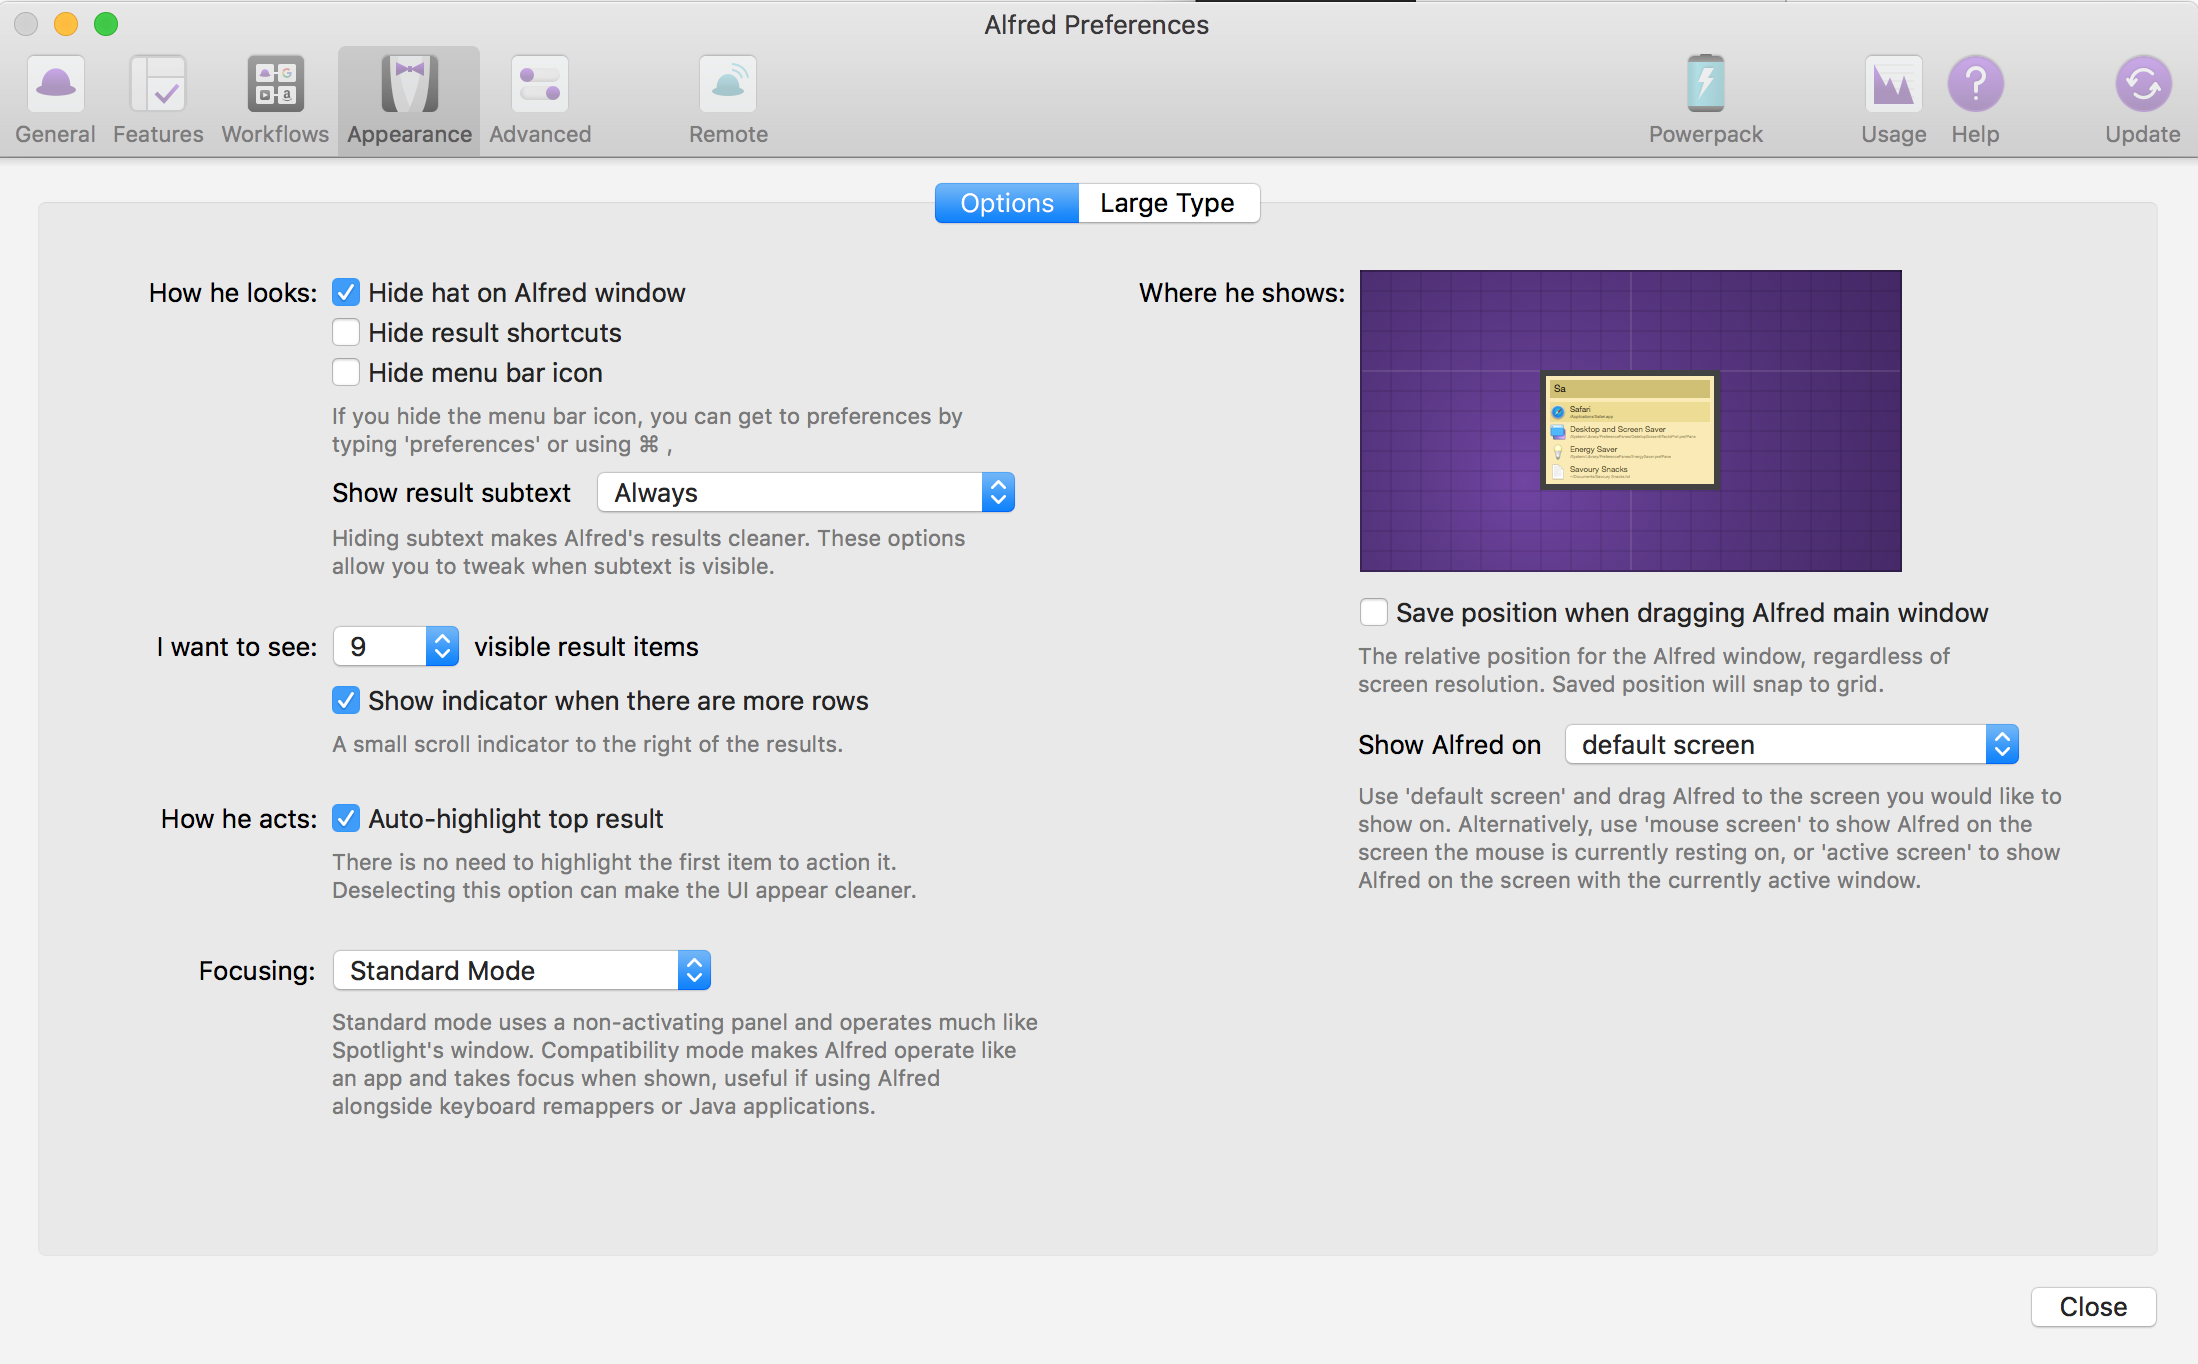 Alfred Preferences
General Features Workflows Appearance Advanced Remote Powerpack Usage Help Update
Options Large Type
How he looks: Hide hat on Alfred window
Hide result shortcuts
Hide menu bar icon
If you hide the menu bar icon, you can get to preferences by
typing 'preferences' or using ⌘ ,
Show result subtext Always
Hiding subtext makes Alfred's results cleaner. These options
allow you to tweak when subtext is visible.
I want to see: 9 visible result items
Show indicator when there are more rows
A small scroll indicator to the right of the results.
How he acts: Auto-highlight top result
There is no need to highlight the first item to action it.
Deselecting this option can make the UI appear cleaner.
Focusing: Standard Mode
Standard mode uses a non-activating panel and operates much like
Spotlight's window. Compatibility mode makes Alfred operate like
an app and takes focus when shown, useful if using Alfred
alongside keyboard remappers or Java applications.
Where he shows:
Sa
Safari
Desktop and Screen Saver
Energy Saver
Savoury Snacks
Save position when dragging Alfred main window
The relative position for the Alfred window, regardless of
screen resolution. Saved position will snap to grid.
Show Alfred on default screen
Use 'default screen' and drag Alfred to the screen you would like to
show on. Alternatively, use 'mouse screen' to show Alfred on the
screen the mouse is currently resting on, or 'active screen' to show
Alfred on the screen with the currently active window.
Close